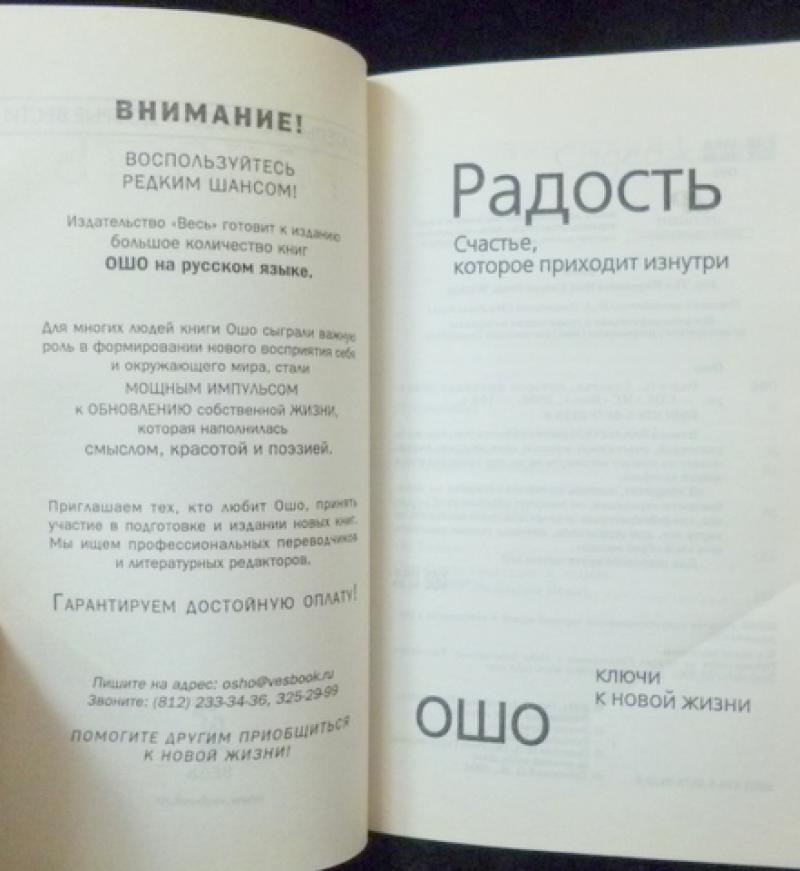 ВНИМАНИЕ!
ВОСПОЛЬЗУЙТЕСЬ
РЕДКИМ ШАНСОМ!
Издательство «Весь» готовит к изданию
большое количество книг
ОШО на русском языке.
Для многих людей книги Ошо сыграли важную
роль в формировании нового восприятия себя
и окружающего мира, стали
МОЩНЫМ ИМПУЛЬСОМ
к ОБНОВЛЕНИЮ собственной ЖИЗНИ,
которая наполнилась
смыслом, красотой и поэзией.
Приглашаем тех, кто любит Ошо, принять
участие в подготовке и издании новых книг.
Мы ищем профессиональных переводчиков
и литературных редакторов.
ГАРАНТИРУЕМ ДОСТОЙНУЮ ОПЛАТУ!
Пишите на адрес: osho@vesbook.ru
Звоните: (812) 233-34-36, 325-29-99
ПОМОГИТЕ ДРУГИМ ПРИОБЩИТЬСЯ
К НОВОЙ ЖИЗНИ!
Радость
Счастье,
которое приходит изнутри
КЛЮЧИ
К НОВОЙ ЖИЗНИ
ОШО